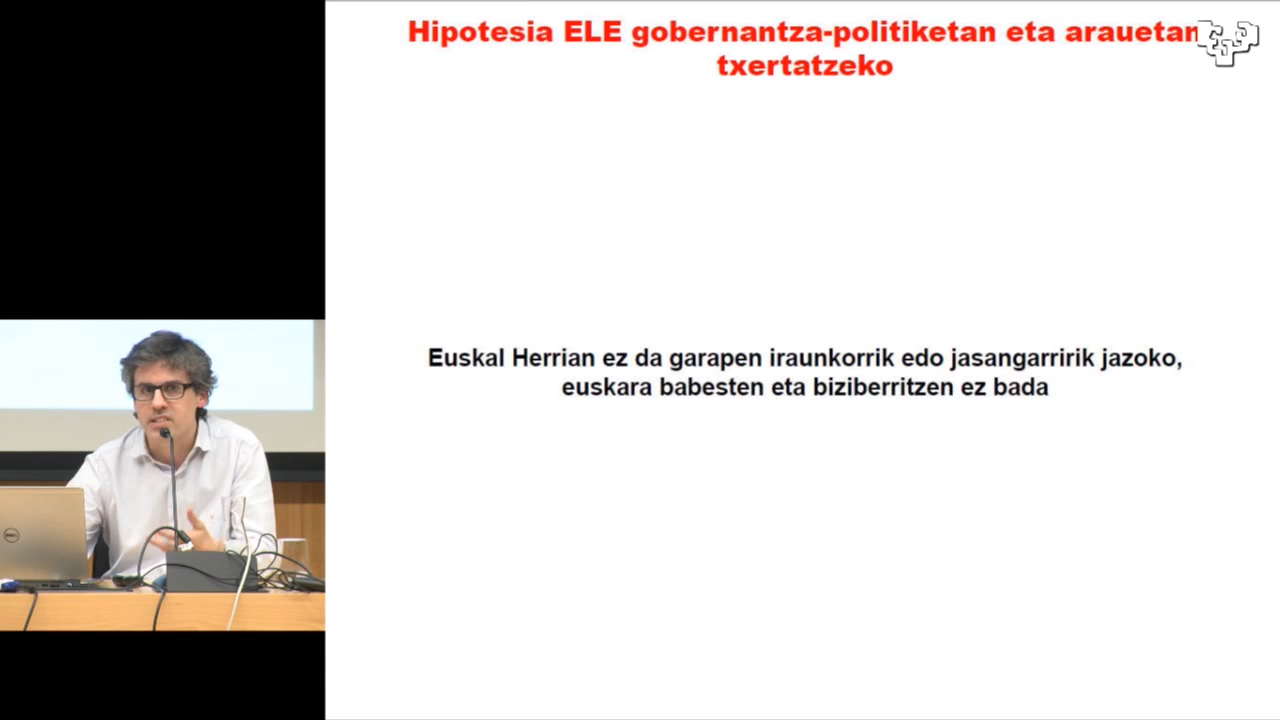 Hipotesia ELE gobernantza-politiketan eta arauetan
txertatzeko
Euskal Herrian ez da garapen iraunkorrik edo jasangarririk jazoko,
euskara babesten eta biziberritzen ez bada
DELL